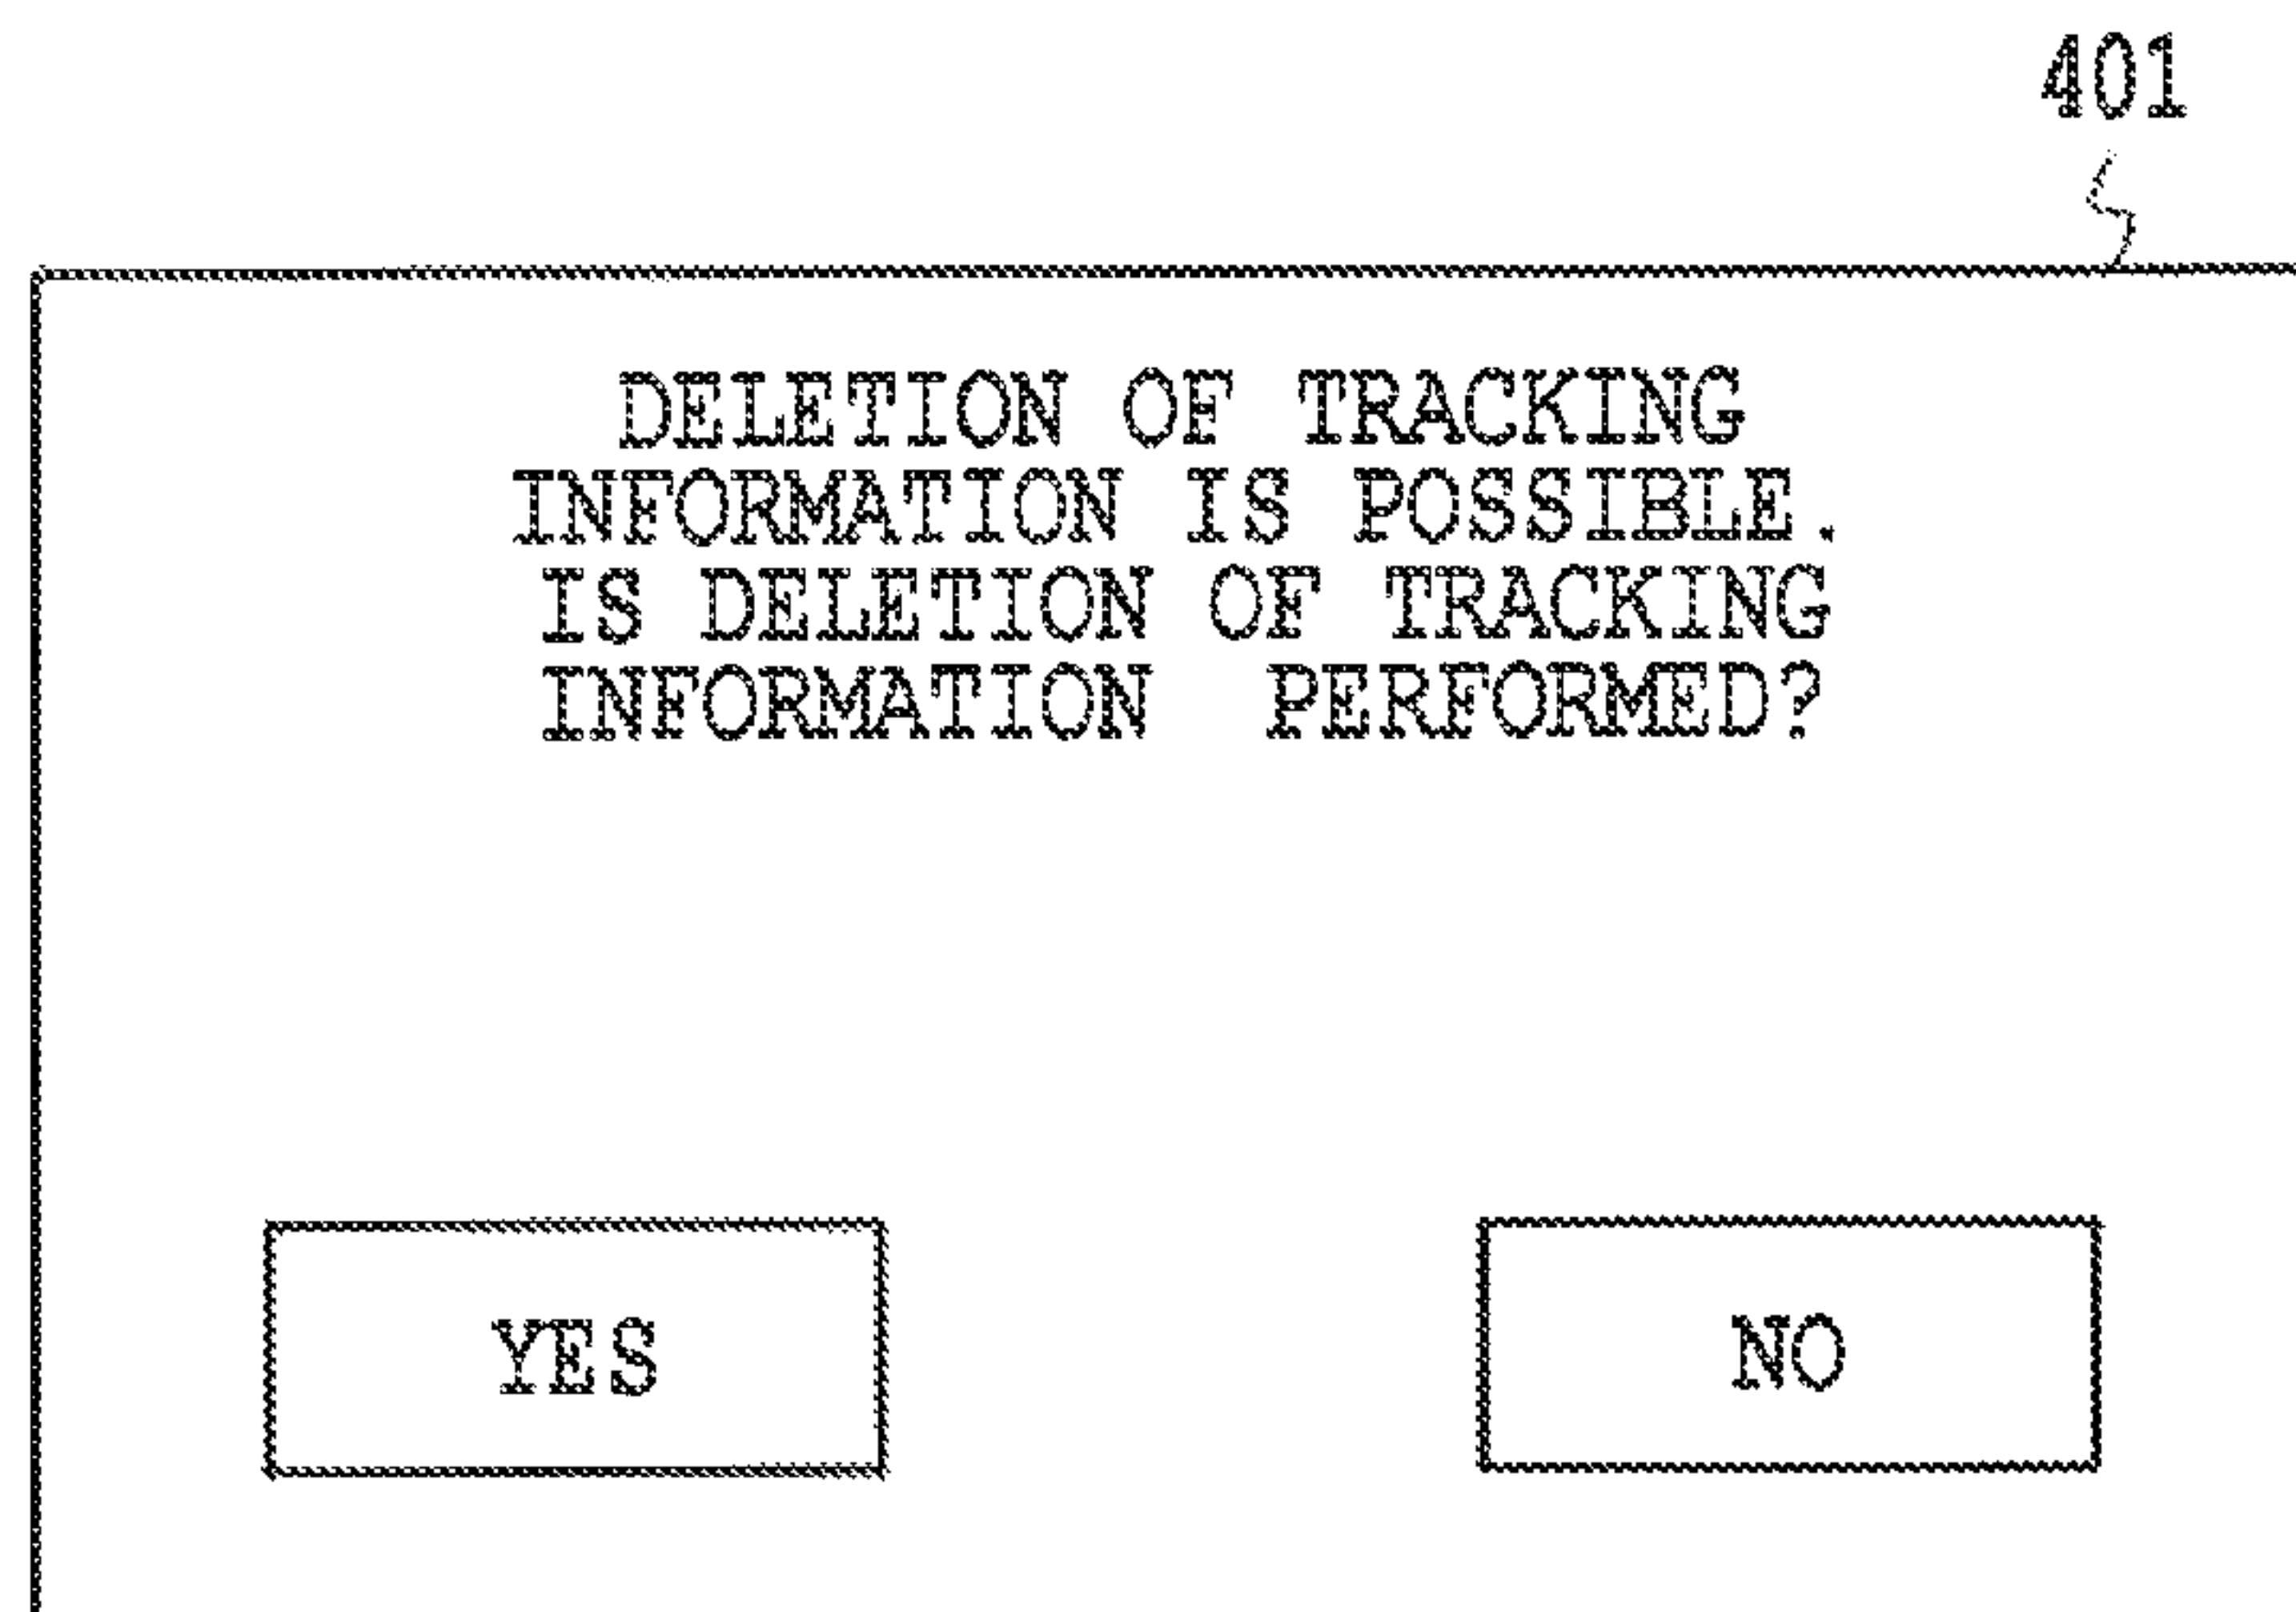 401
DELETION OF TRACKING
INFORMATION IS POSSIBLE.
IS DELETION OF TRACKING
INFORMATION PERFORMED?
YES
NO